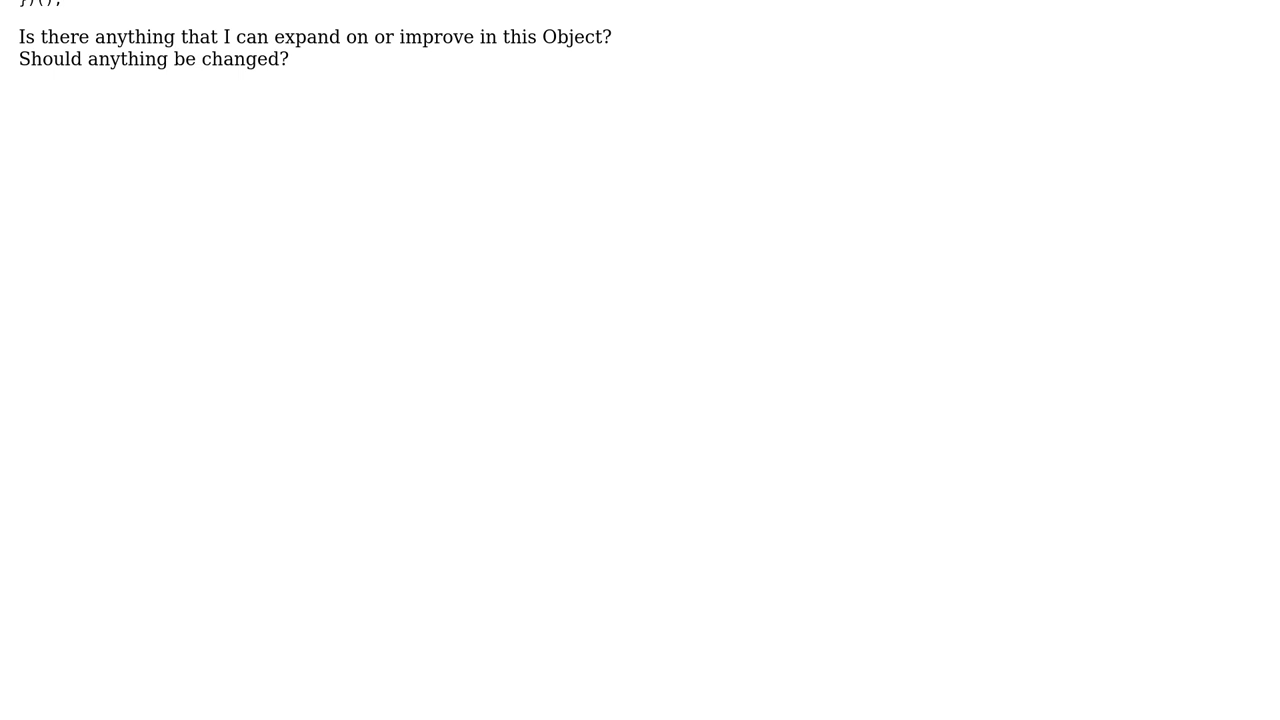 })();
Is there anything that I can expand on or improve in this Object?
Should anything be changed?